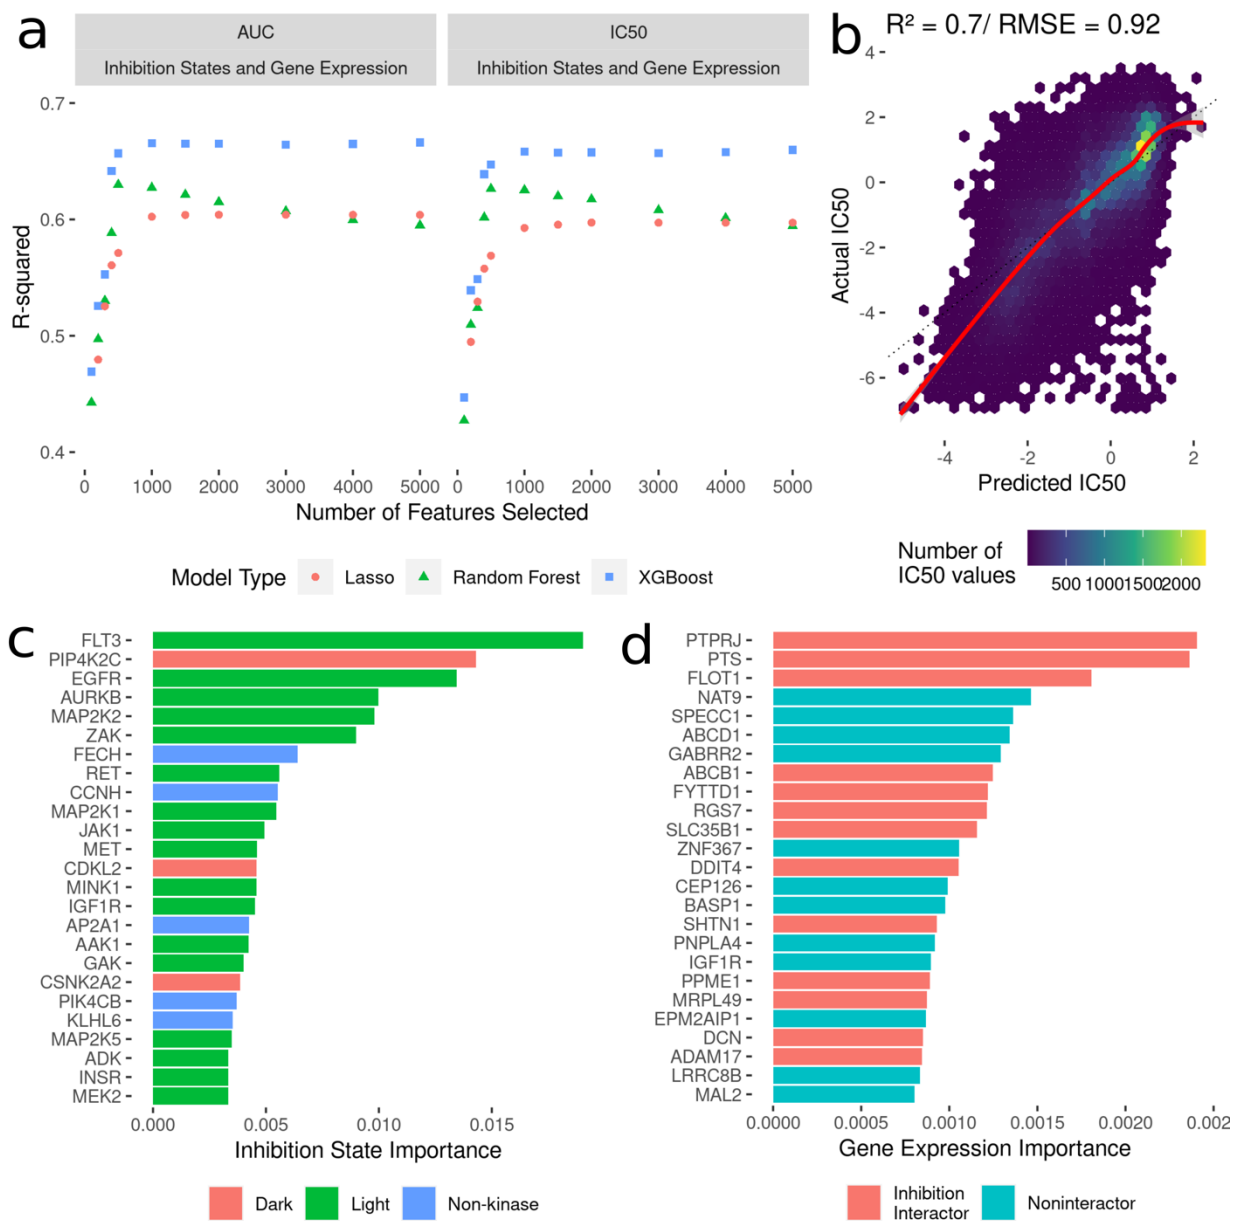 a
AUC
IC50
Inhibition States and Gene Expression
Inhibition States and Gene Expression
R-squared
0.7
0.6
0.5
0.4
0
1000
2000
3000
4000
5000
0
1000
2000
3000
4000
5000
Number of Features Selected
Model Type
Lasso
Random Forest
XGBoost
b
R² = 0.7/ RMSE = 0.92
Actual IC50
4
2
0
-2
-4
-6
-4
-2
0
2
Predicted IC50
Number of
IC50 values
500
1000
1500
2000
c
FLT3
PIP4K2C
EGFR
AURKB
MAP2K2
ZAK
FECH
RET
CCNH
MAP2K1
JAK1
MET
CDKL2
MINK1
IGF1R
AP2A1
AAK1
GAK
CSNK2A2
PIK4CB
KLHL6
MAP2K5
ADK
INSR
MEK2
0.000
0.005
0.010
0.015
Inhibition State Importance
Dark
Light
Non-kinase
d
PTPRJ
PTS
FLOT1
NAT9
SPECC1
ABCD1
GABRR2
ABCB1
FYTTD1
RGS7
SLC35B1
ZNF367
DDIT4
CEP126
BASP1
SHTN1
PNPLA4
IGF1R
PPME1
MRPL49
EPM2AIP1
DCN
ADAM17
LRRC8B
MAL2
0.0000
0.0005
0.0010
0.0015
0.0020
0.002
Gene Expression Importance
Inhibition
Interactor
Noninteractor